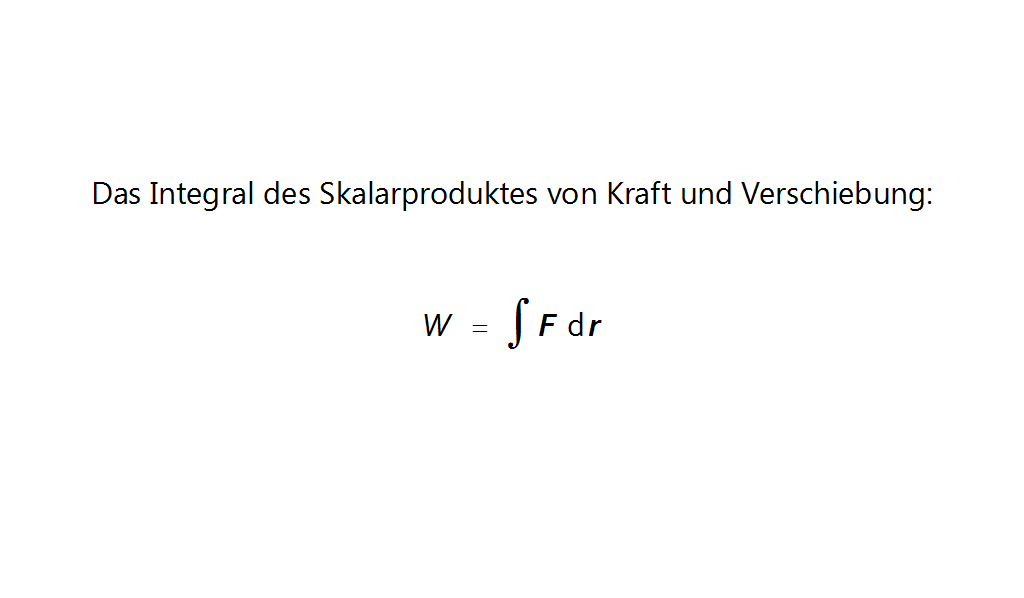 Das Integral des Skalarproduktes von Kraft und Verschiebung:
W = ∫ F dr